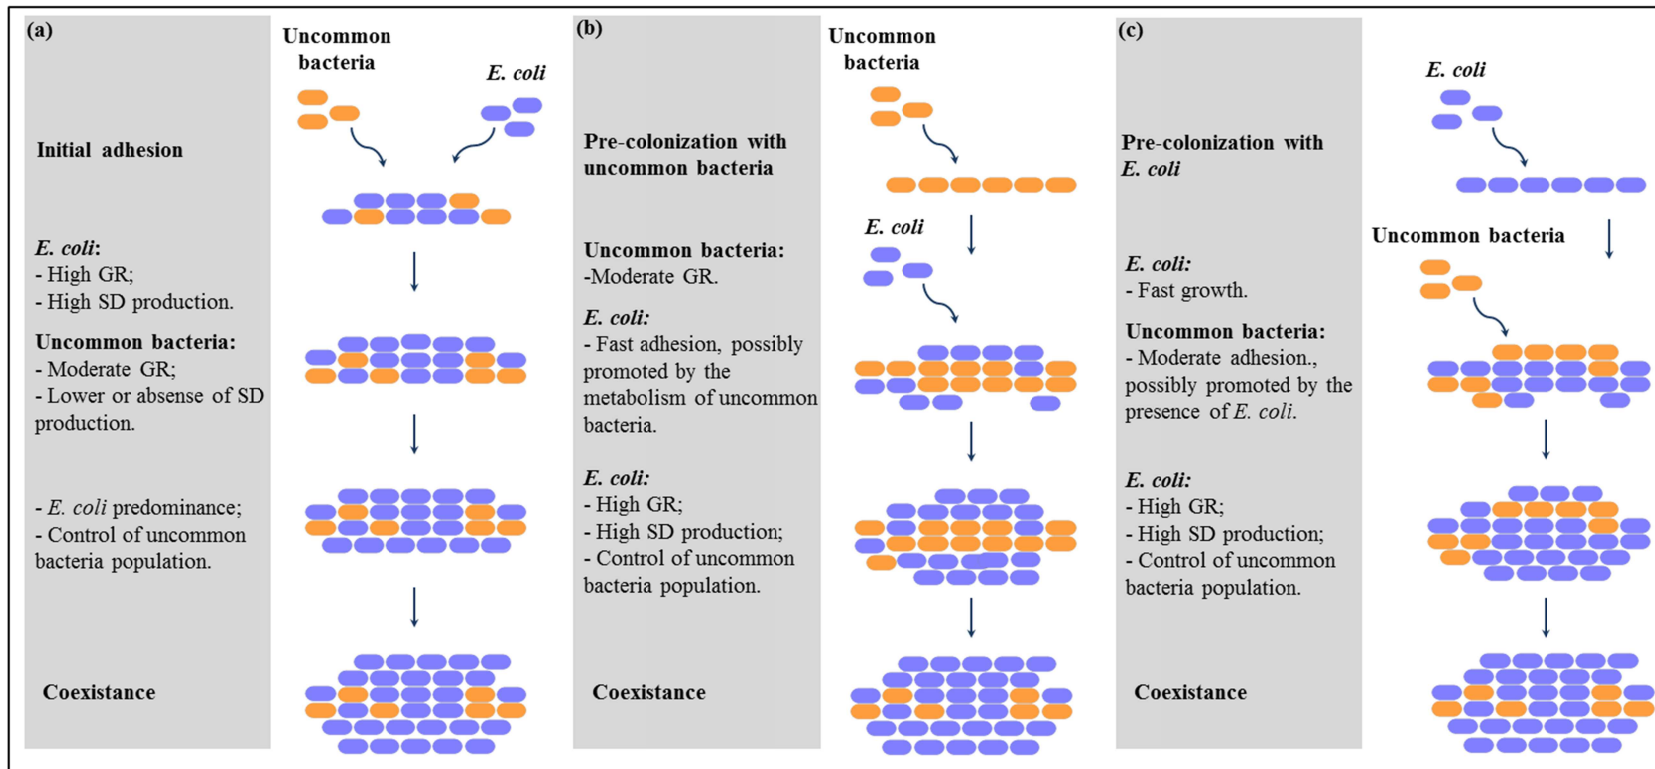 (a)
Uncommon
bacteria
E. coli
Initial adhesion
E. coli:
- High GR;
- High SD production.
Uncommon bacteria:
- Moderate GR;
- Lower or absense of SD
production.
- E. coli predominance;
- Control of uncommon
bacteria population.
Coexistance
(b)
Uncommon
bacteria
Pre-colonization with
uncommon bacteria
E. coli
Uncommon bacteria:
-Moderate GR.
E. coli:
- Fast adhesion, possibly
promoted by the
metabolism of uncommon
bacteria.
E. coli:
- High GR;
- High SD production;
- Control of uncommon
bacteria population.
Coexistance
(c)
E. coli
Pre-colonization with
E. coli
Uncommon bacteria
E. coli:
- Fast growth.
Uncommon bacteria:
- Moderate adhesion.,
possibly promoted by the
presence of E. coli.
E. coli:
- High GR;
- High SD production;
- Control of uncommon
bacteria population.
Coexistance